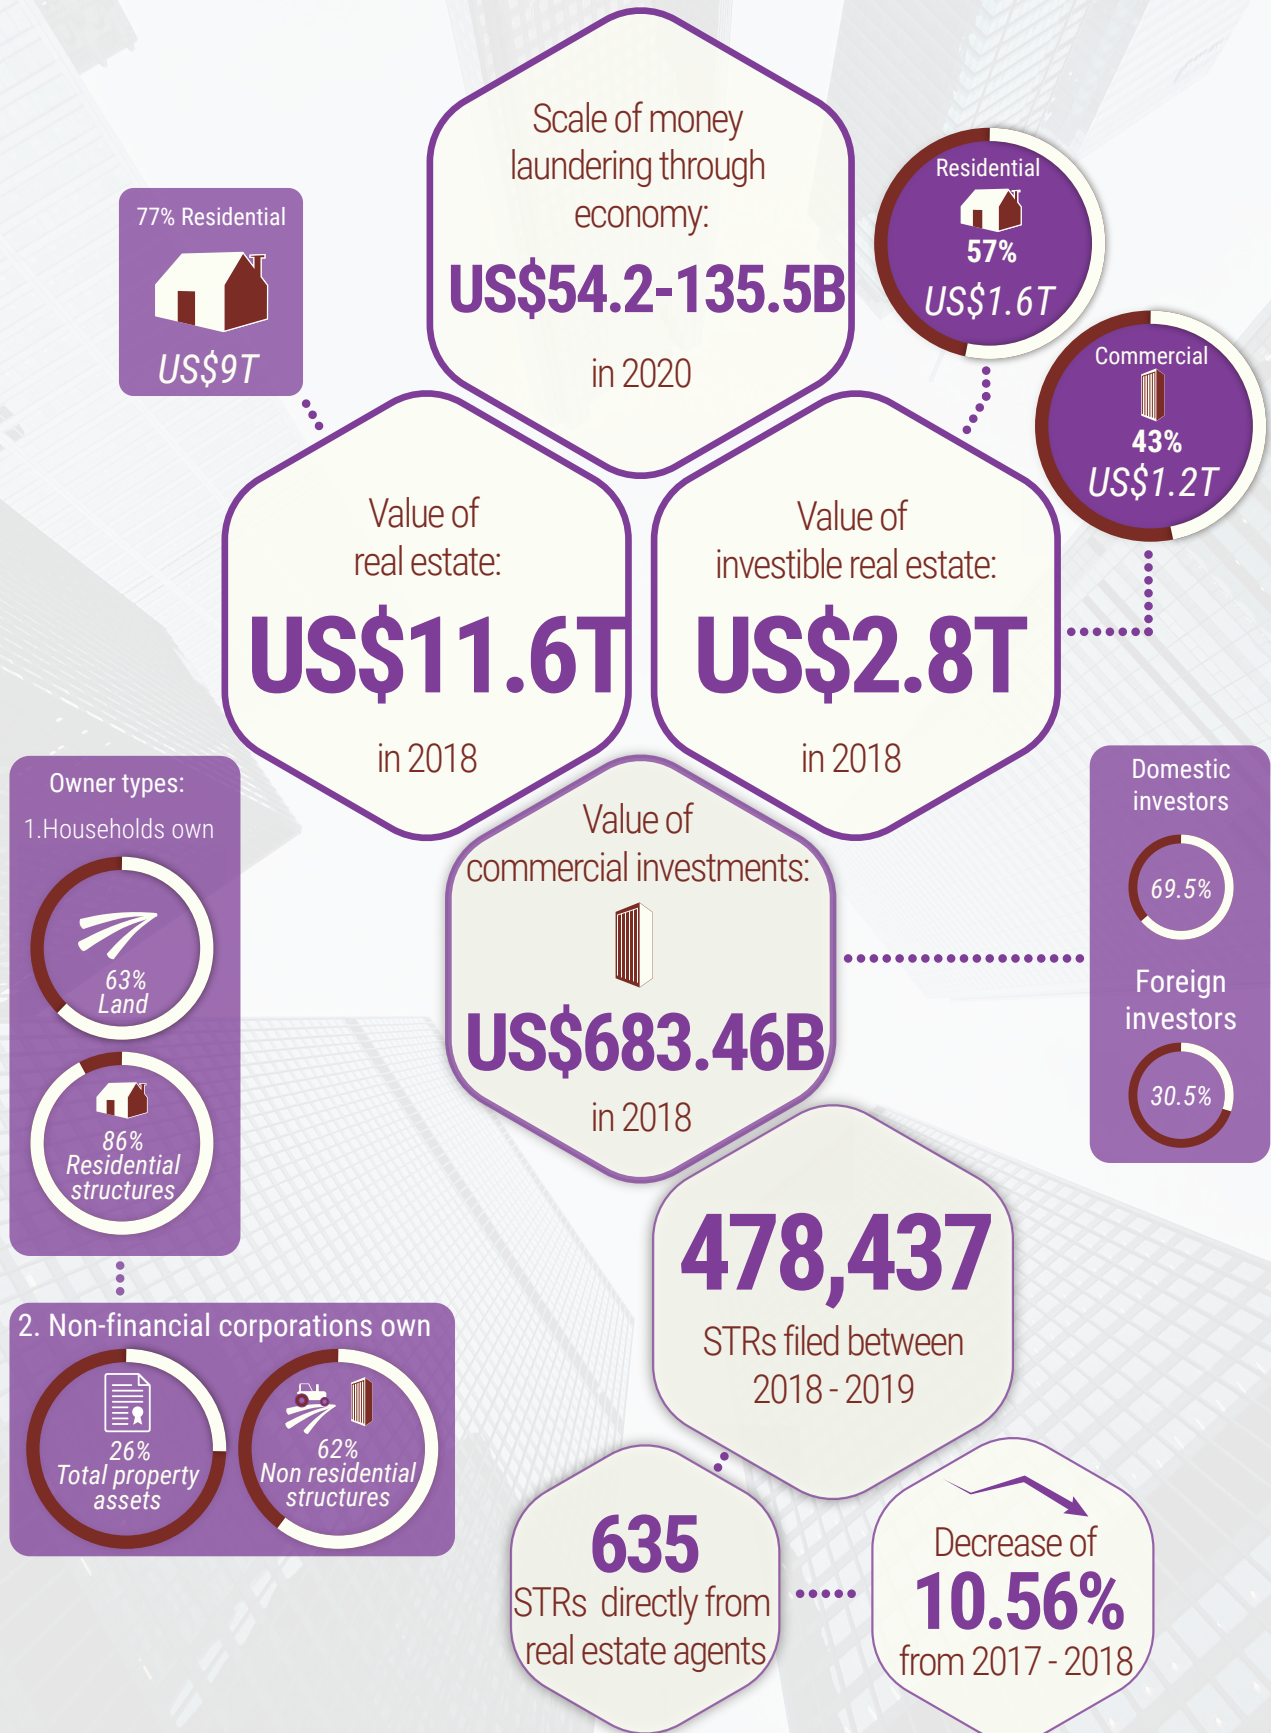 Scale of money
laundering through
economy:
US$54.2-135.5B
in 2020
77% Residential
US$9T
Residential
57%
US$1.6T
Commercial
43%
US$1.2T
Value of
real estate:
US$11.6T
in 2018
Value of
investible real estate:
US$2.8T
in 2018
Owner types:
1.Households own
63%
Land
86%
Residential
structures
Value of
commercial investments:
US$683.46B
in 2018
Domestic
investors
69.5%
Foreign
investors
30.5%
2. Non-financial corporations own
26%
Total property
assets
62%
Non residential
structures
478,437
STRs filed between
2018 - 2019
635
STRs directly from
real estate agents
Decrease of
10.56%
from 2017 - 2018